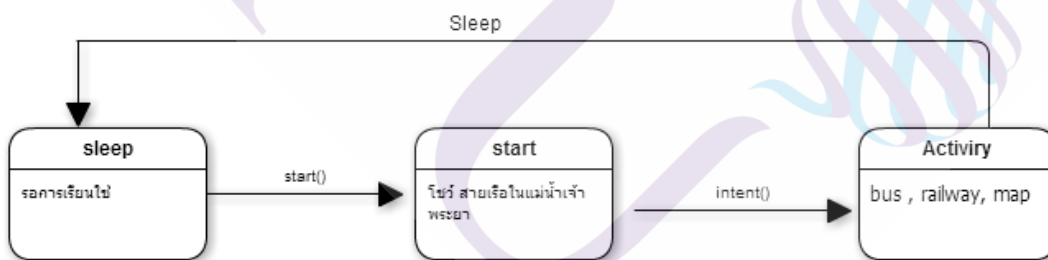 Sleep
sleep
รอการเรียนใช้
start()
start
โชว์ สายเรือในแม่น้ำเจ้า
พระยา
intent()
Activiry
bus , railway, map